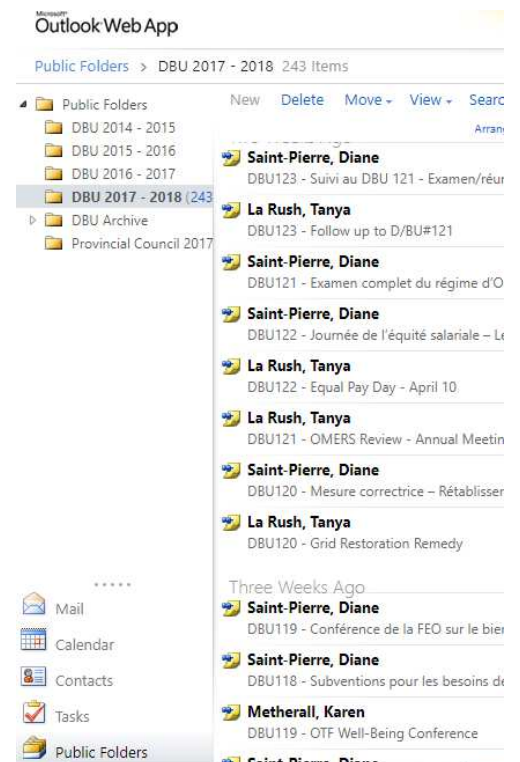 Microsoft®
Outlook Web App
Public Folders > DBU 2017 - 2018 243 Items
Public Folders
DBU 2014 - 2015
DBU 2015 - 2016
DBU 2016 - 2017
DBU 2017 - 2018 (243
DBU Archive
Provincial Council 2017
Mail
Calendar
Contacts
Tasks
Public Folders
New Delete Move View Searc
Arran
Saint-Pierre, Diane
DBU123 - Suivi au DBU 121 - Examen/réur
La Rush, Tanya
DBU123 - Follow up to D/BU#121
Saint-Pierre, Diane
DBU121 - Examen complet du régime d'O
Saint-Pierre, Diane
DBU122 - Journée de l'équité salariale – Le
La Rush, Tanya
DBU122 - Equal Pay Day - April 10
La Rush, Tanya
DBU121 - OMERS Review - Annual Meetin
Saint-Pierre, Diane
DBU120 - Mesure correctrice – Rétablisser
La Rush, Tanya
DBU120 - Grid Restoration Remedy
Three Weeks Ago
Saint-Pierre, Diane
DBU119 - Conférence de la FEO sur le bier
Saint-Pierre, Diane
DBU118 - Subventions pour les besoins de
Metherall, Karen
DBU119 - OTF Well-Being Conference
Saint-Pierre, Diane